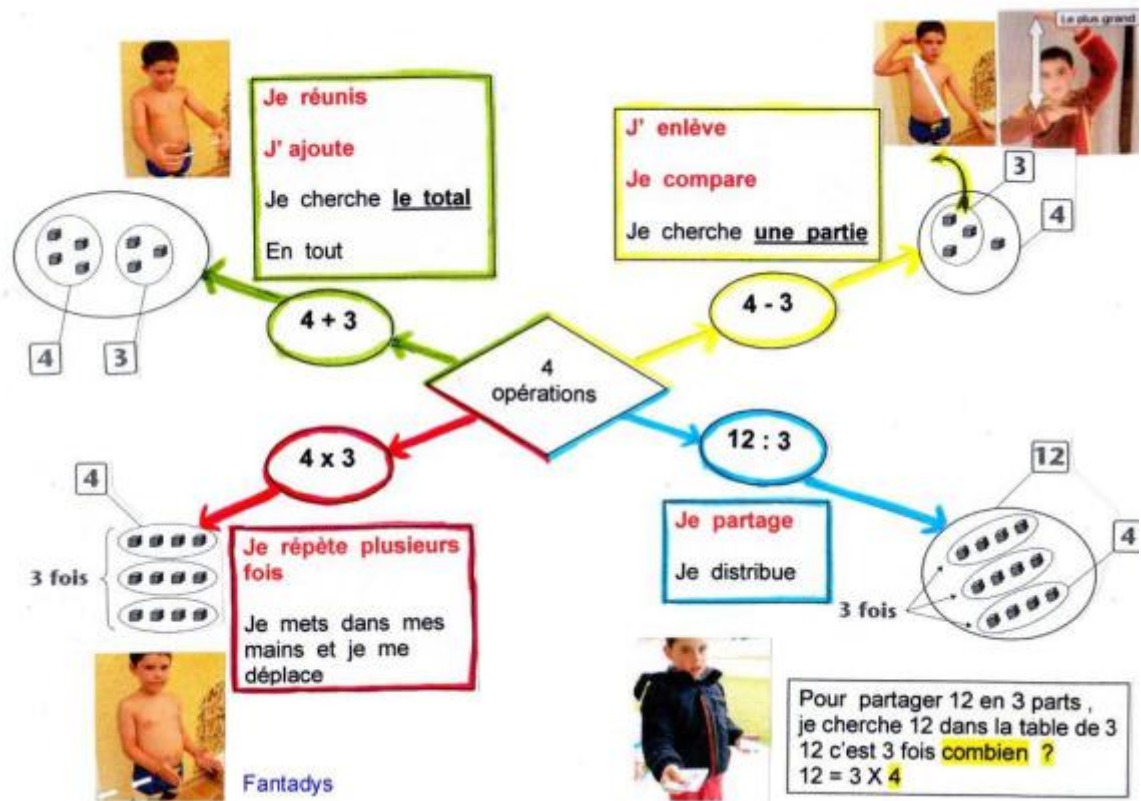 Le plus grand
Je réunis
J' ajoute
Je cherche le total
En tout
J' enlève
Je compare
Je cherche une partie
3
4
4 + 3
4 - 3
4
3
4
opérations
4 x 3
12 : 3
4
3 fois
Je répète plusieurs
fois
Je mets dans mes
mains et je me
déplace
Je partage
Je distribue
12
4
3 fois
Pour partager 12 en 3 parts ,
je cherche 12 dans la table de 3
12 c'est 3 fois combien ?
12 = 3 X 4
Fantadys